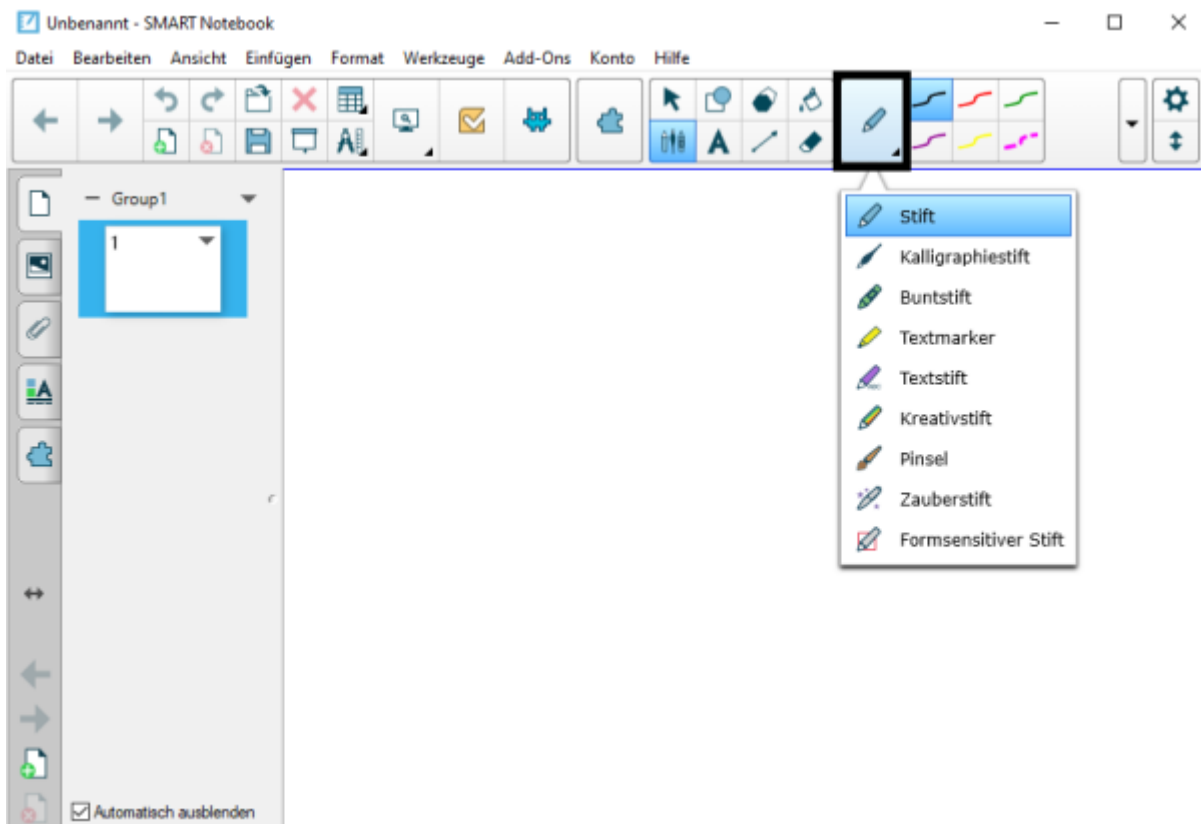 Unbenannt - SMART Notebook
Datei Bearbeiten Ansicht Einfügen Format Werkzeuge Add-Ons Konto Hilfe
Group1
1
Stift
Kalligraphiestift
Buntstift
Textmarker
Textstift
Kreativstift
Pinsel
Zauberstift
Formsensitiver Stift
Automatisch ausblenden